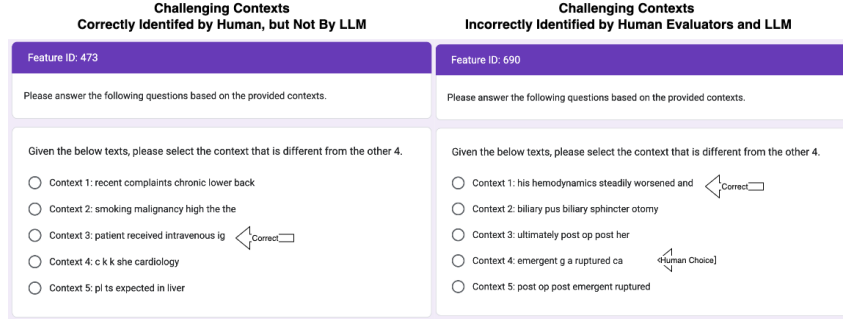 Challenging Contexts
Correctly Identifed by Human, but Not By LLM
Feature ID: 473
Please answer the following questions based on the provided contexts.
Given the below texts, please select the context that is different from the other 4.
Context 1: recent complaints chronic lower back
Context 2: smoking malignancy high the the
Context 3: patient received intravenous ig
Correct
Context 4: c k k she cardiology
Context 5: pl ts expected in liver
Challenging Contexts
Incorrectly Identified by Human Evaluators and LLM
Feature ID: 690
Please answer the following questions based on the provided contexts.
Given the below texts, please select the context that is different from the other 4.
Context 1: his hemodynamics steadily worsened and
Correct
Context 2: biliary pus biliary sphincter otomy
Context 3: ultimately post op post her
Context 4: emergent g a ruptured ca
Human Choice]
Context 5: post op post emergent ruptured